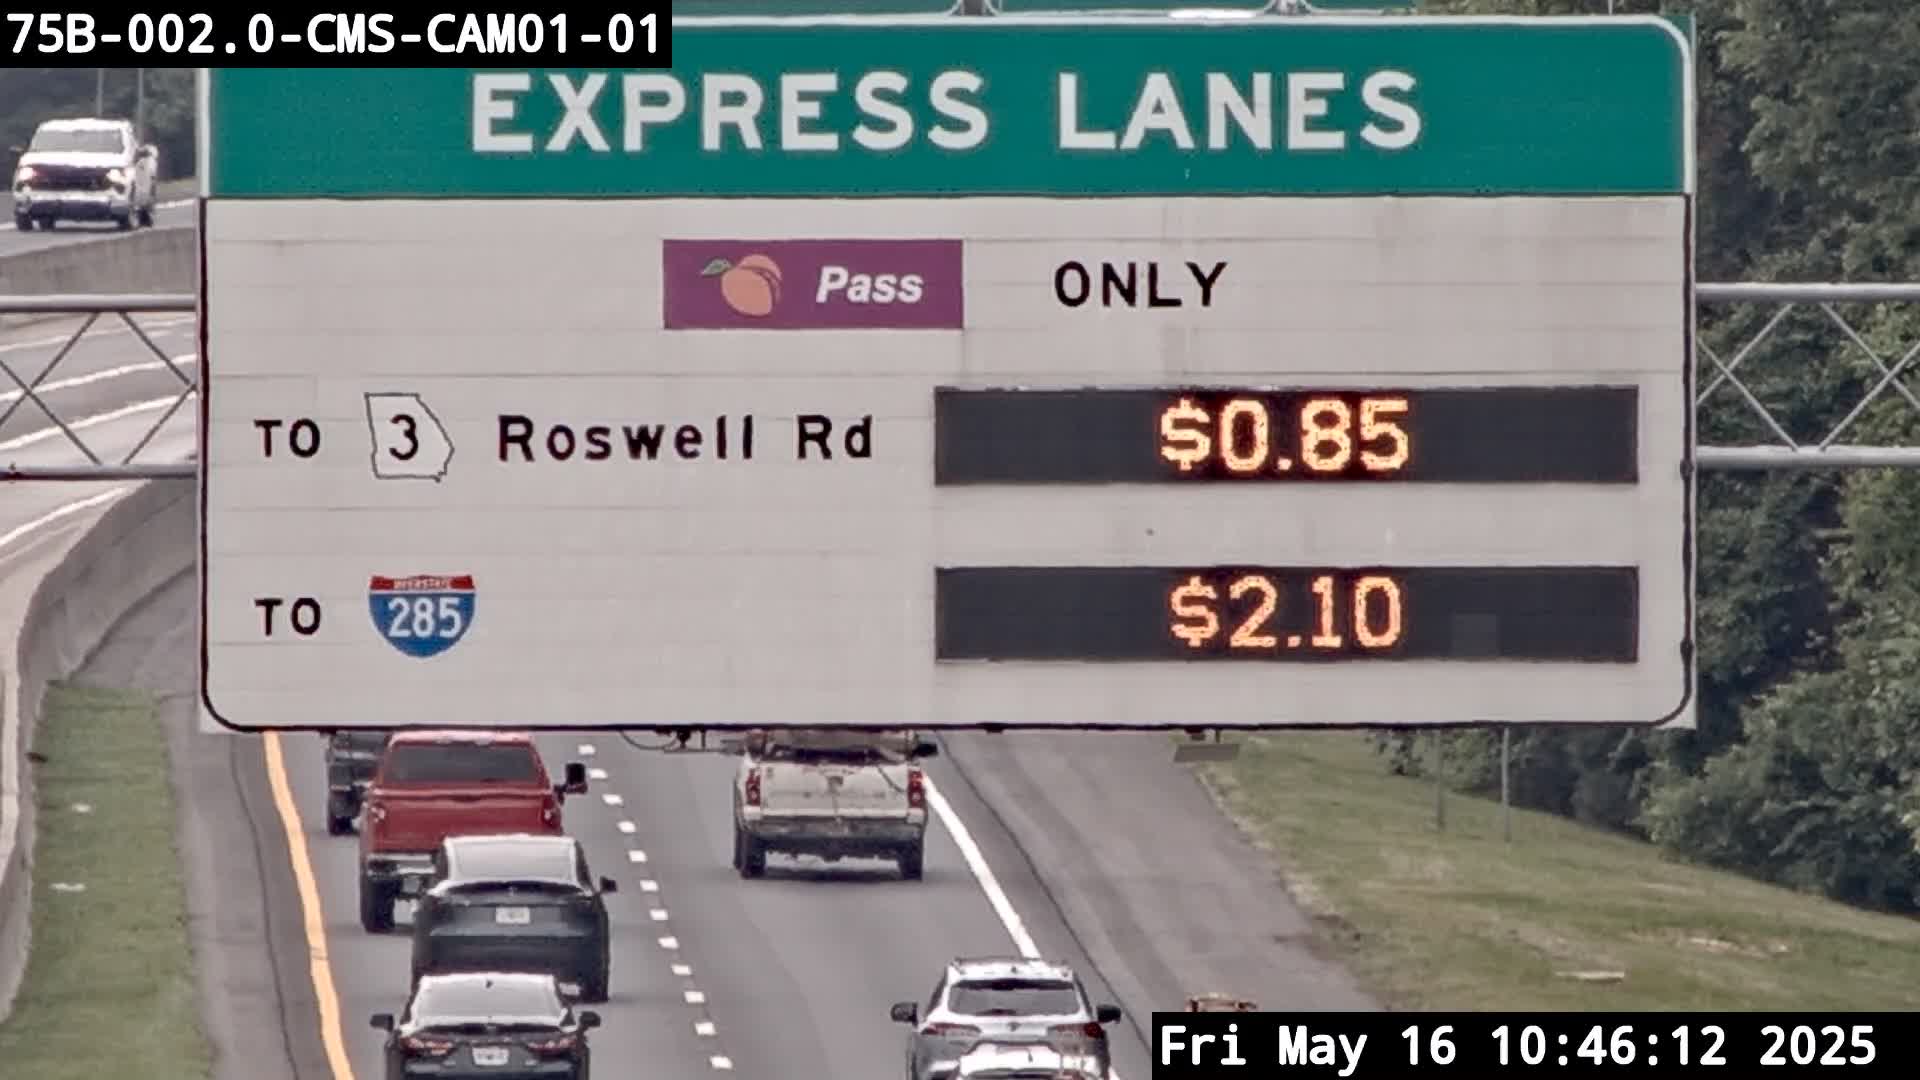 75B-002.0-CMS-CAM01-01
EXPRESS LANES
Pass ONLY
TO 3 Roswell Rd $0.85
TO INTERSTATE 285 $2.10
Fri May 16 10:46:12 2025